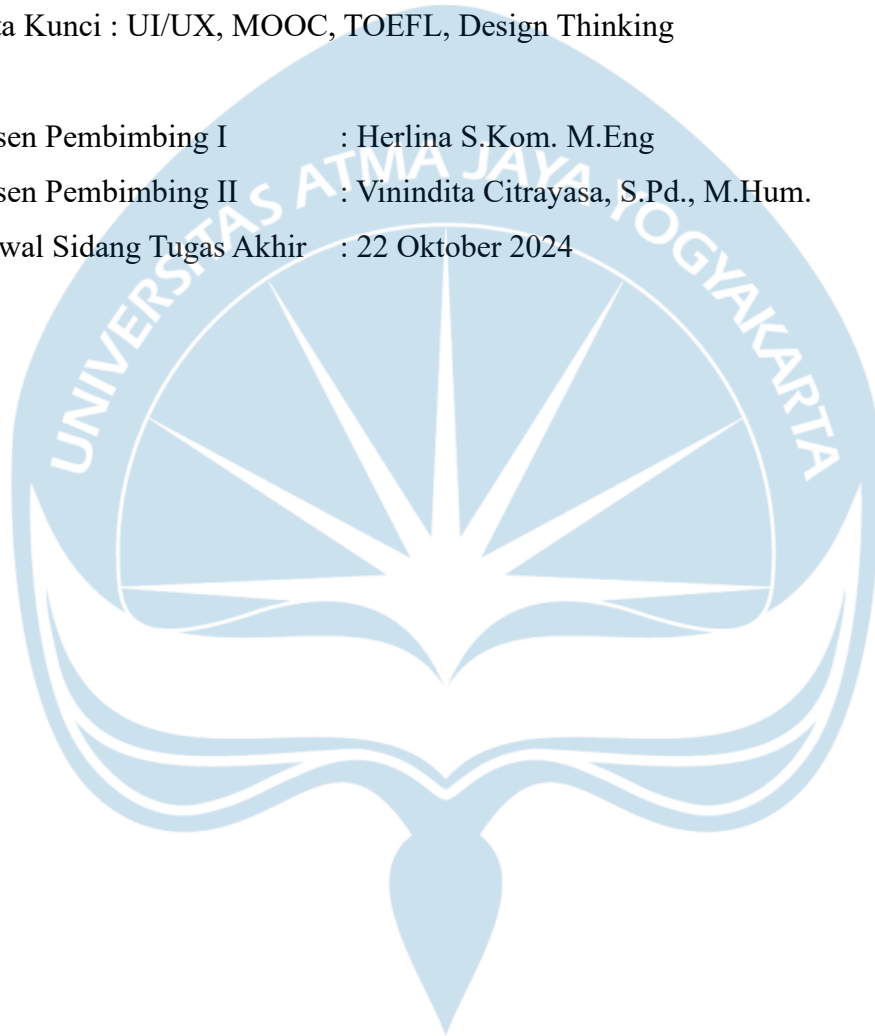 ta Kunci : UI/UX, MOOC, TOEFL, Design Thinking
sen Pembimbing I : Herlina S.Kom. M.Eng
sen Pembimbing II : Vinindita Citrayasa, S.Pd., M.Hum.
wal Sidang Tugas Akhir : 22 Oktober 2024
UNIVERSITAS ATMA JAYA YOGYAKARTA